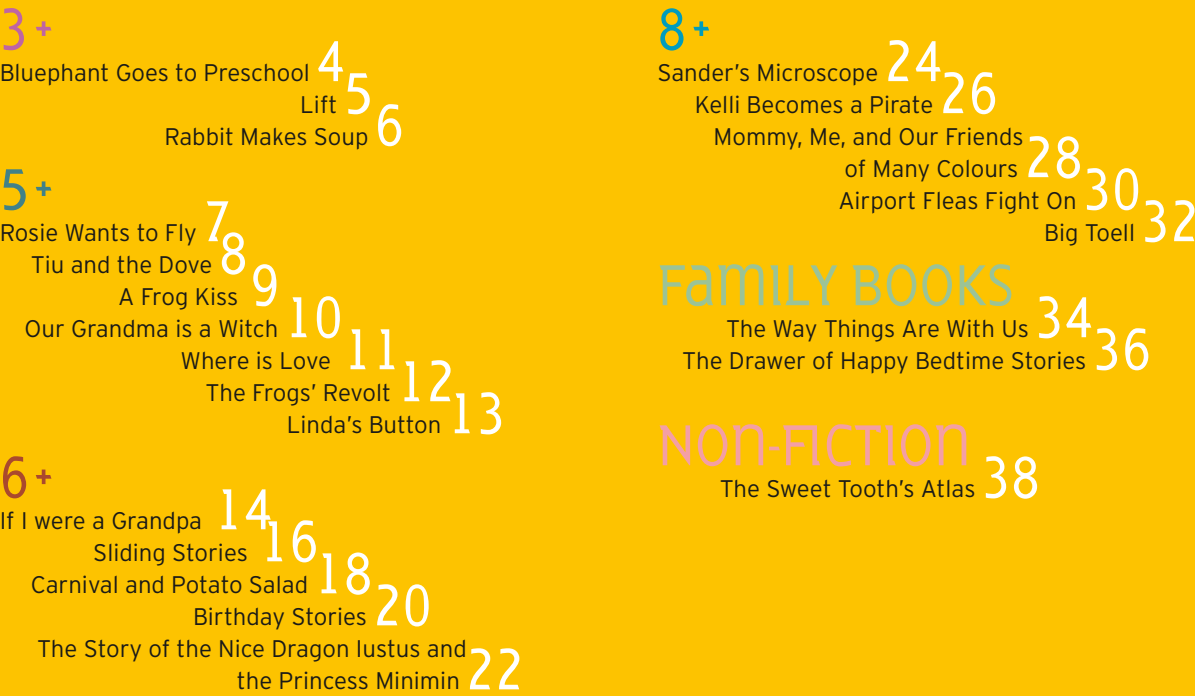 3+
Bluephant Goes to Preschool 4
Lift 5
Rabbit Makes Soup 6
5+
Rosie Wants to Fly 7
Tiu and the Dove 8
A Frog Kiss 9
Our Grandma is a Witch 10
Where is Love 11
The Frogs’ Revolt 12
Linda’s Button 13
6+
If I were a Grandpa 14
Sliding Stories 16
Carnival and Potato Salad 18
Birthday Stories 20
The Story of the Nice Dragon Iustus and
the Princess Minimin 22
8+
Sander’s Microscope 24
Kelli Becomes a Pirate 26
Mommy, Me, and Our Friends
of Many Colours 28
Airport Fleas Fight On 30
Big Toell 32
FAMILY BOOKS
The Way Things Are With Us 34
The Drawer of Happy Bedtime Stories 36
NON-FICTION
The Sweet Tooth’s Atlas 38